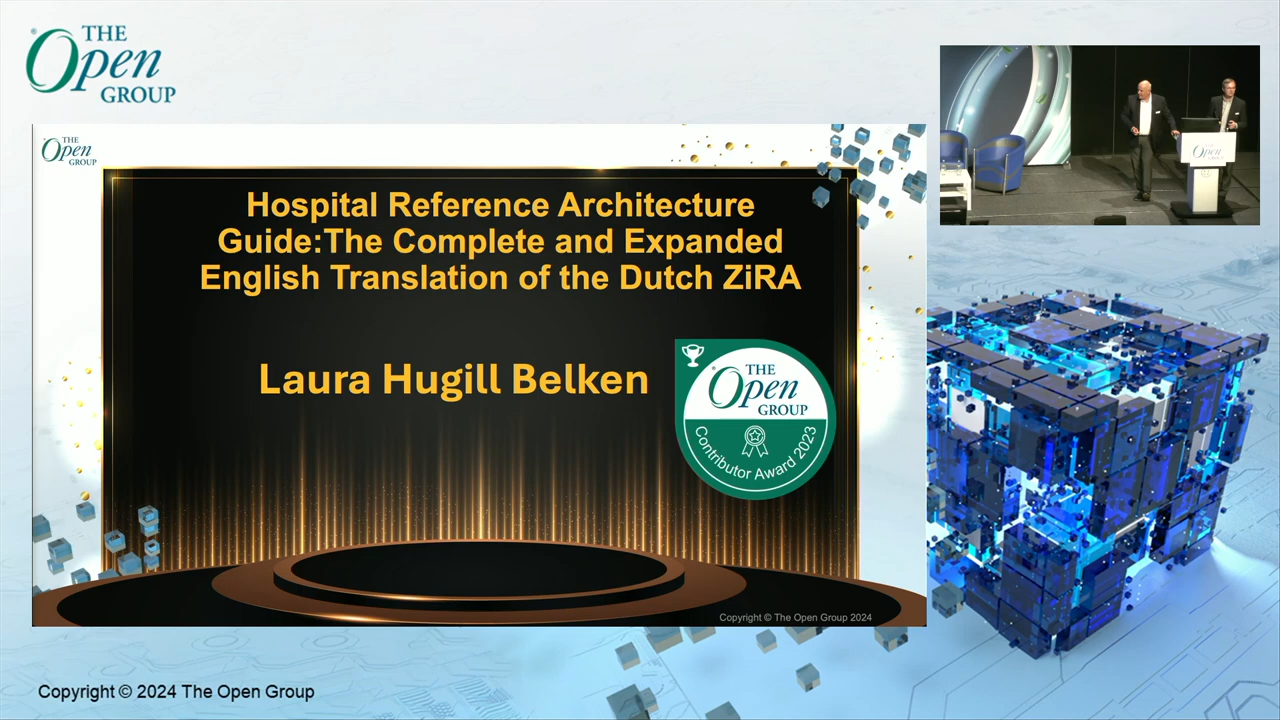 THE
Open
GROUP
THE
Open
GROUP
Hospital Reference Architecture
Guide:The Complete and Expanded
English Translation of the Dutch ZiRA
Laura Hugill Belken
THE
Open
GROUP
Contributor Award 2023
Copyright © The Open Group 2024
Open
Copyright © 2024 The Open Group